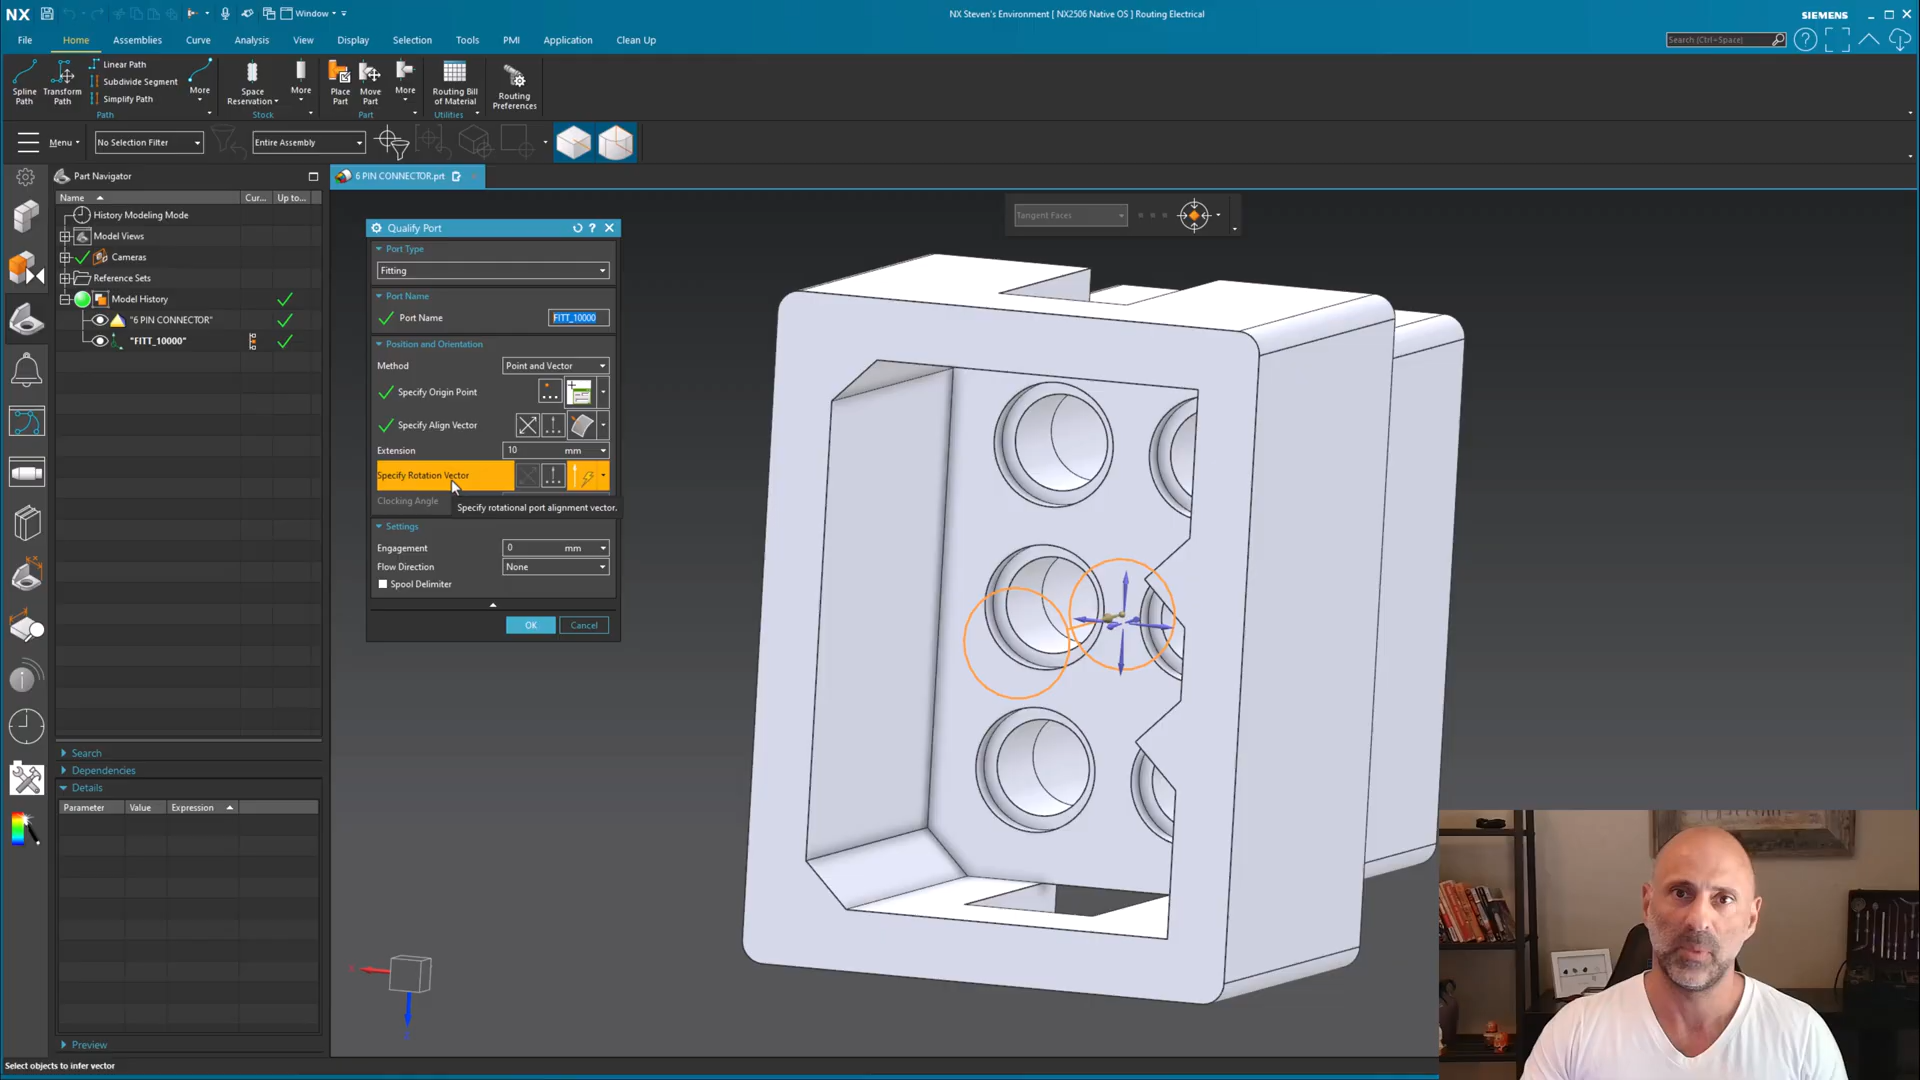 NX
Window
NX Steven's Environment [ NX2506 Native OS ] Routing Electrical
SIEMENS
File
Home
Assemblies
Curve
Analysis
View
Display
Selection
Tools
PMI
Application
Clean Up
Search (Ctrl+Space)
Spline Path
Transform Path
Linear Path
Subdivide Segment
Simplify Path
More
Path
Space Reservation
More
Stock
Place Part
Move Part
More
Part
Routing Bill of Material
Utilities
Routing Preferences
Menu
No Selection Filter
Entire Assembly
Part Navigator
6 PIN CONNECTOR.prt
Name
Cur...
Up to...
History Modeling Mode
Model Views
Cameras
Reference Sets
Model History
"6 PIN CONNECTOR"
"FITT_10000"
Tangent Faces
Qualify Port
Port Type
Fitting
Port Name
Port Name
FITT_10000
Position and Orientation
Method
Point and Vector
Specify Origin Point
Specify Align Vector
Extension
10 mm
Specify Rotation Vector
Clocking Angle
Specify rotational port alignment vector.
Settings
Engagement
0 mm
Flow Direction
None
Spool Delimiter
OK
Cancel
Search
Dependencies
Details
Parameter
Value
Expression
Preview
Select objects to infer vector